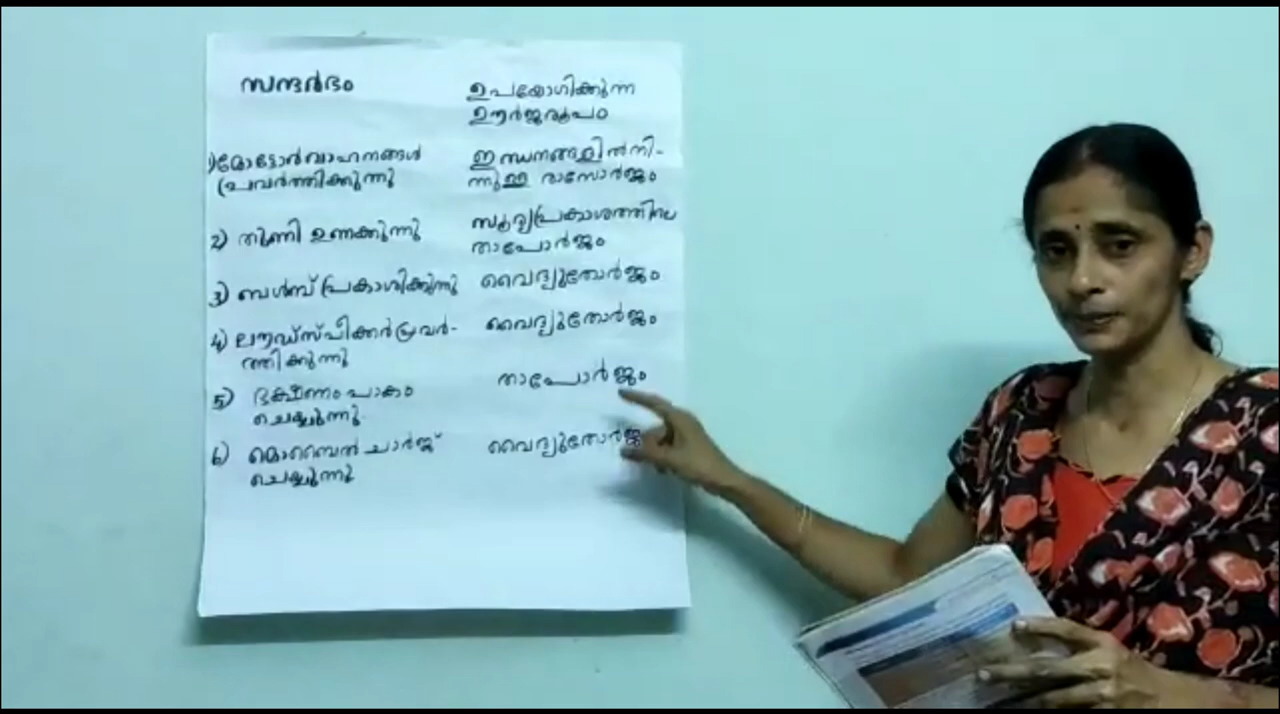 സന്ദർഭം
ഉപയോഗിക്കുന്ന
ഊർജരൂപം
1) മോട്ടോർവാഹനങ്ങൾ
പ്രവർത്തിക്കുന്നു
ഇന്ധനങ്ങളിൽനി-
ന്നുള്ള രാസോർജം
2) തുണി ഉണക്കുന്നു
സൂര്യപ്രകാശത്തിലെ
താപോർജം
3) ബൾബ് പ്രകാശിക്കുന്നു
വൈദ്യുതോർജം
4) ലൗഡ്സ്പീക്കർ പ്രവർ-
ത്തിക്കുന്നു
വൈദ്യുതോർജം
5) ഭക്ഷണം പാകം
ചെയ്യുന്നു.
താപോർജം
6) മൊബൈൽ ചാർജ്
ചെയ്യുന്നു
വൈദ്യുതോർജ